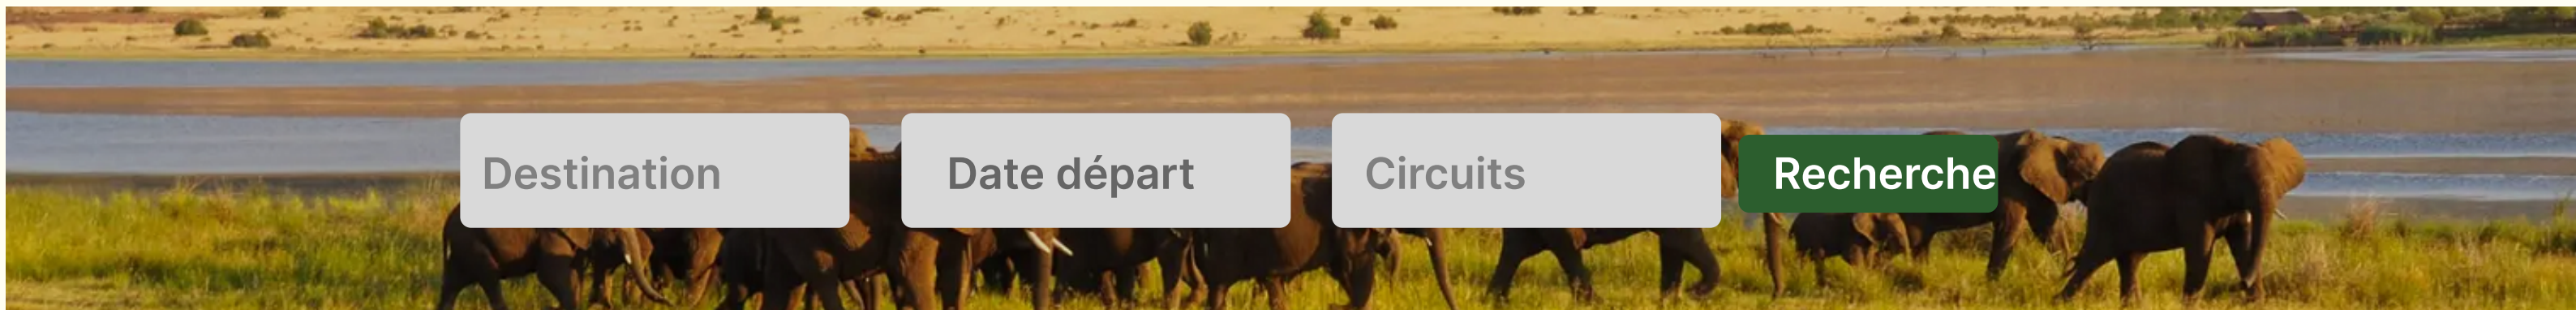 Destination
Date départ
Circuits
Recherche